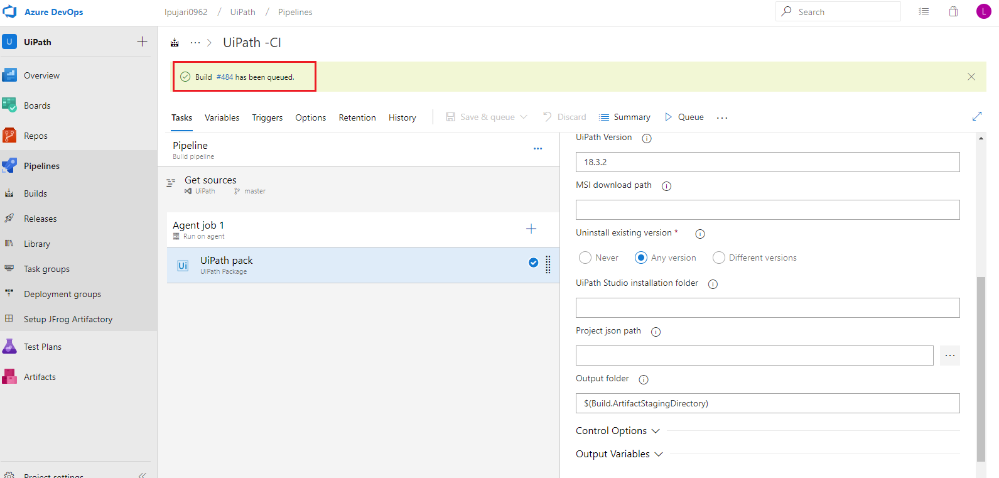 Azure DevOps
lpujari0962 / UiPath / Pipelines
Search
L
U UiPath
Overview
Boards
Repos
Pipelines
Builds
Releases
Library
Task groups
Deployment groups
Setup JFrog Artifactory
Test Plans
Artifacts
Project settings
··· > UiPath -CI
Build #484 has been queued.
Tasks Variables Triggers Options Retention History Save & queue Discard Summary Queue ···
Pipeline
Build pipeline
Get sources
UiPath master
Agent job 1
Run on agent
Ui UiPath pack
UiPath Package
UiPath Version
18.3.2
MSI download path
Uninstall existing version *
Never Any version Different versions
UiPath Studio installation folder
Project json path
Output folder
$(Build.ArtifactStagingDirectory)
Control Options
Output Variables